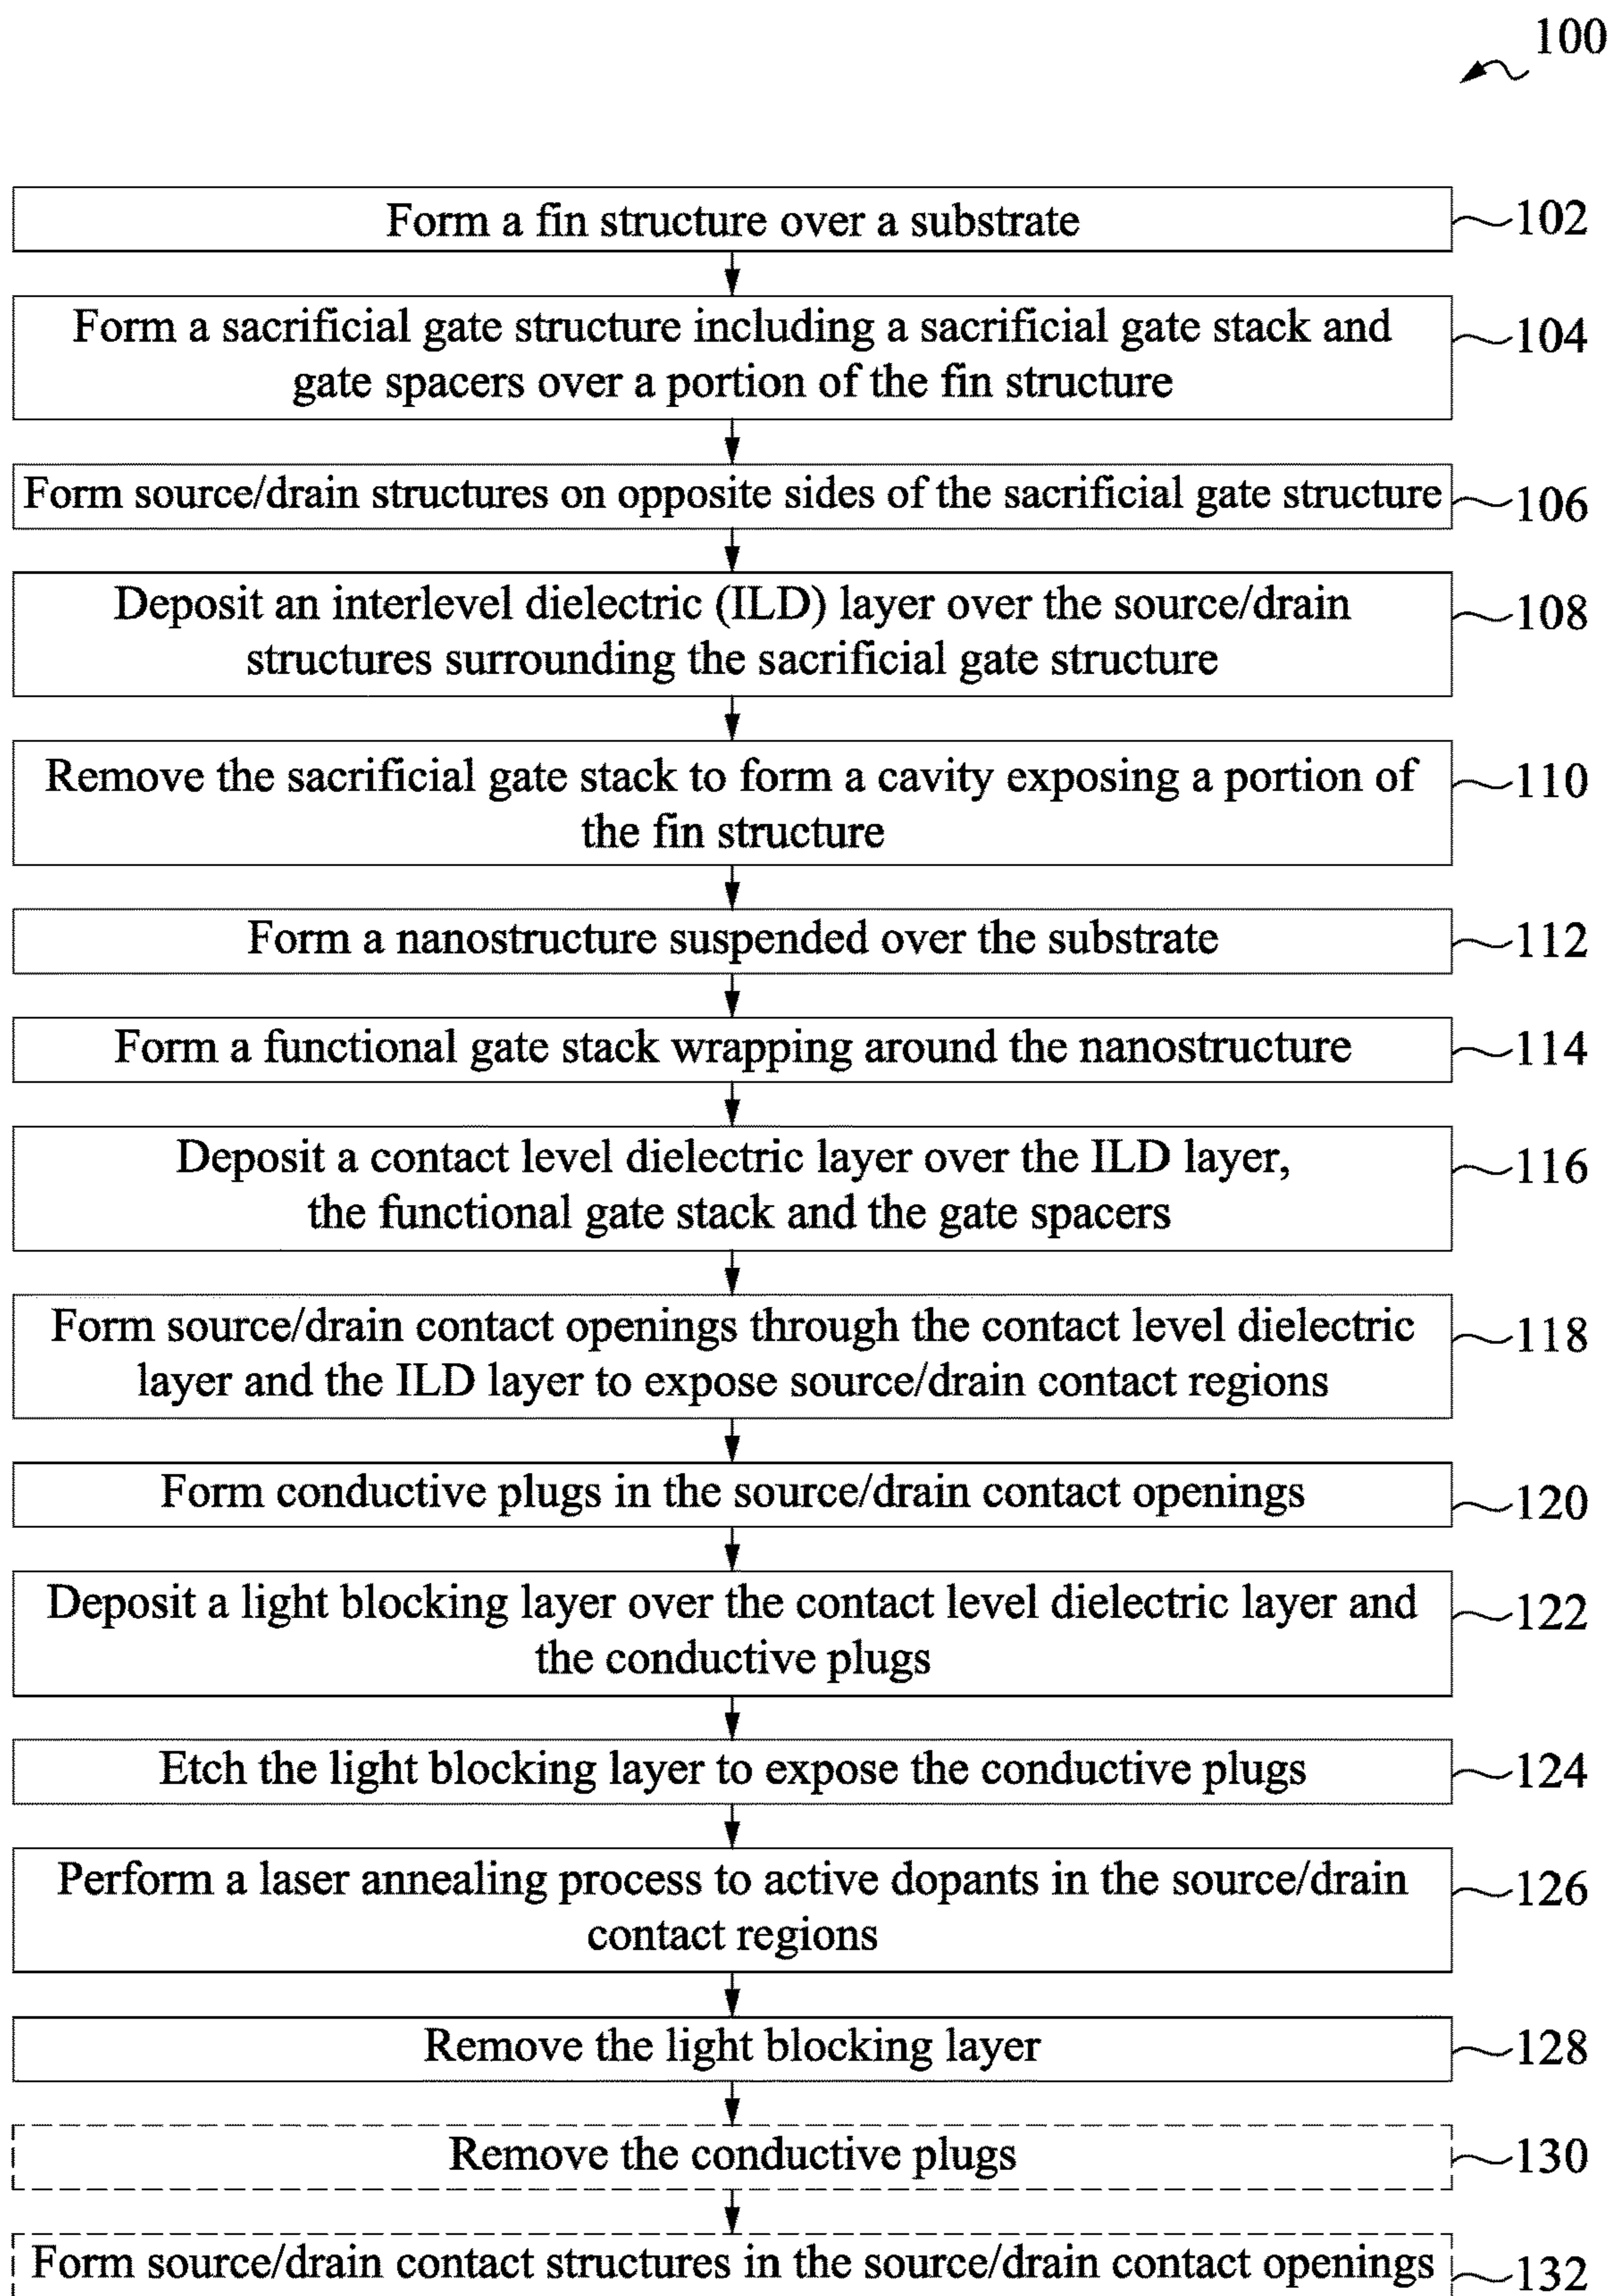 100
Form a fin structure over a substrate
102
Form a sacrificial gate structure including a sacrificial gate stack and
gate spacers over a portion of the fin structure
104
Form source/drain structures on opposite sides of the sacrificial gate structure
106
Deposit an interlevel dielectric (ILD) layer over the source/drain
structures surrounding the sacrificial gate structure
108
Remove the sacrificial gate stack to form a cavity exposing a portion of
the fin structure
110
Form a nanostructure suspended over the substrate
112
Form a functional gate stack wrapping around the nanostructure
114
Deposit a contact level dielectric layer over the ILD layer,
the functional gate stack and the gate spacers
116
Form source/drain contact openings through the contact level dielectric
layer and the ILD layer to expose source/drain contact regions
118
Form conductive plugs in the source/drain contact openings
120
Deposit a light blocking layer over the contact level dielectric layer and
the conductive plugs
122
Etch the light blocking layer to expose the conductive plugs
124
Perform a laser annealing process to active dopants in the source/drain
contact regions
126
Remove the light blocking layer
128
Remove the conductive plugs
130
Form source/drain contact structures in the source/drain contact openings
132